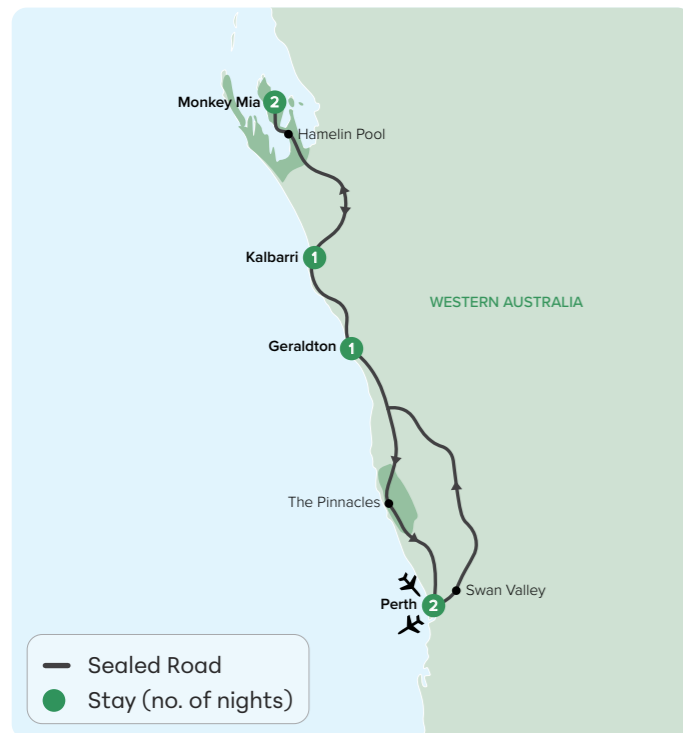 Monkey Mia 2
Hamelin Pool
Kalbarri 1
WESTERN AUSTRALIA
Geraldton 1
The Pinnacles
Swan Valley
Perth 2
Sealed Road
Stay (no. of nights)